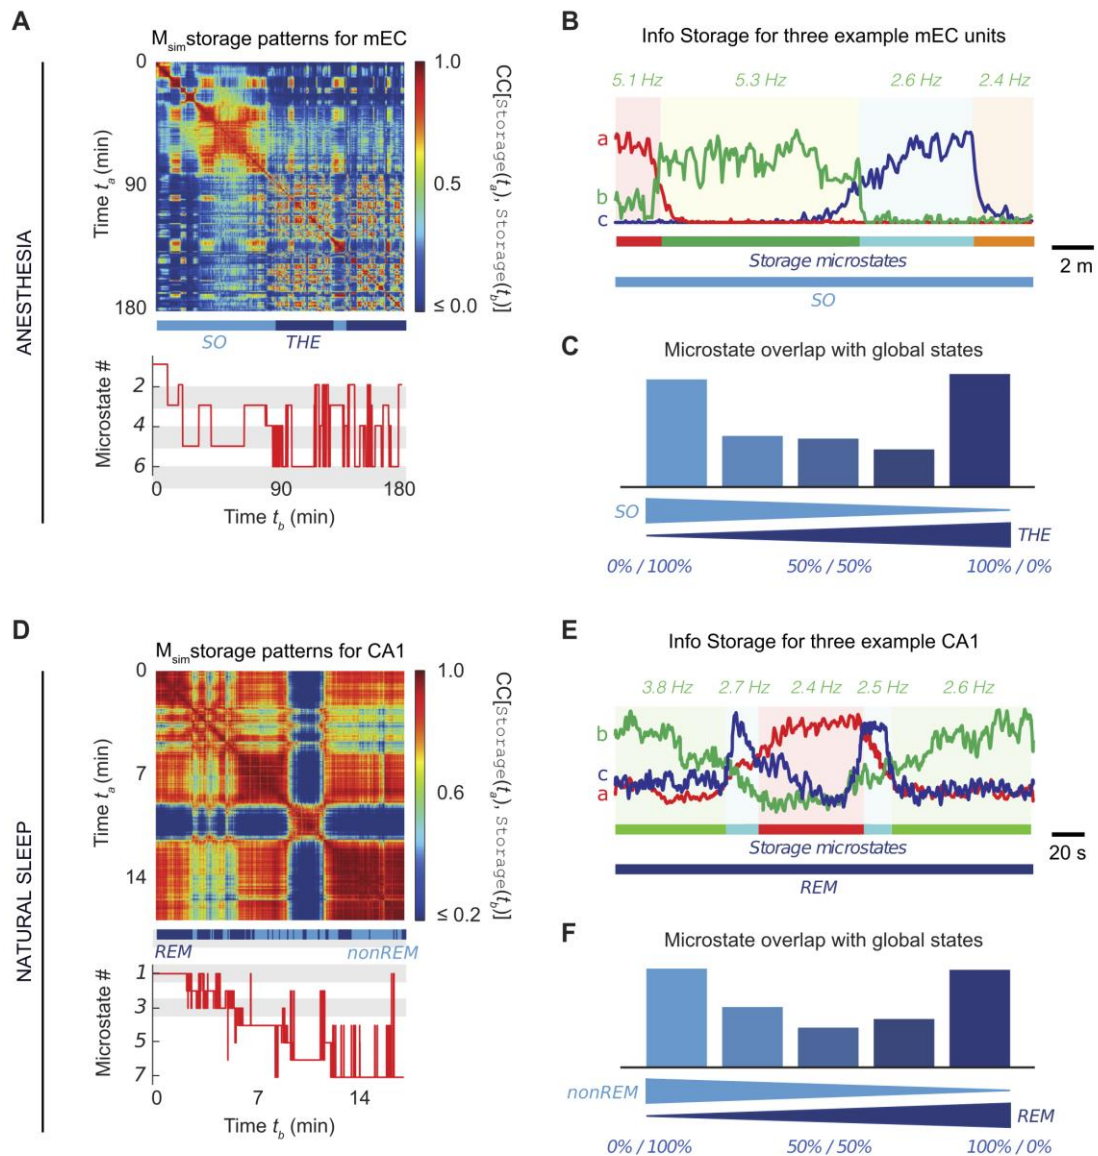 A
M_sim storage patterns for mEC
0
90
180
Time t_a (min)
1.0
0.5
≤ 0.0
CC[Storage(t_a), Storage(t_b)]
SO
THE
Microstate #
2
4
6
0
90
180
Time t_b (min)
ANESTHESIA
B
Info Storage for three example mEC units
5.1 Hz
5.3 Hz
2.6 Hz
2.4 Hz
a
b
c
Storage microstates
2 m
SO
C
Microstate overlap with global states
SO
THE
0% / 100%
50% / 50%
100% / 0%
D
M_sim storage patterns for CA1
0
7
14
Time t_a (min)
1.0
0.6
≤ 0.2
CC[Storage(t_a), Storage(t_b)]
REM
nonREM
Microstate #
1
3
5
7
0
7
14
Time t_b (min)
NATURAL SLEEP
E
Info Storage for three example CA1
3.8 Hz
2.7 Hz
2.4 Hz
2.5 Hz
2.6 Hz
b
c
a
Storage microstates
20 s
REM
F
Microstate overlap with global states
nonREM
REM
0% / 100%
50% / 50%
100% / 0%